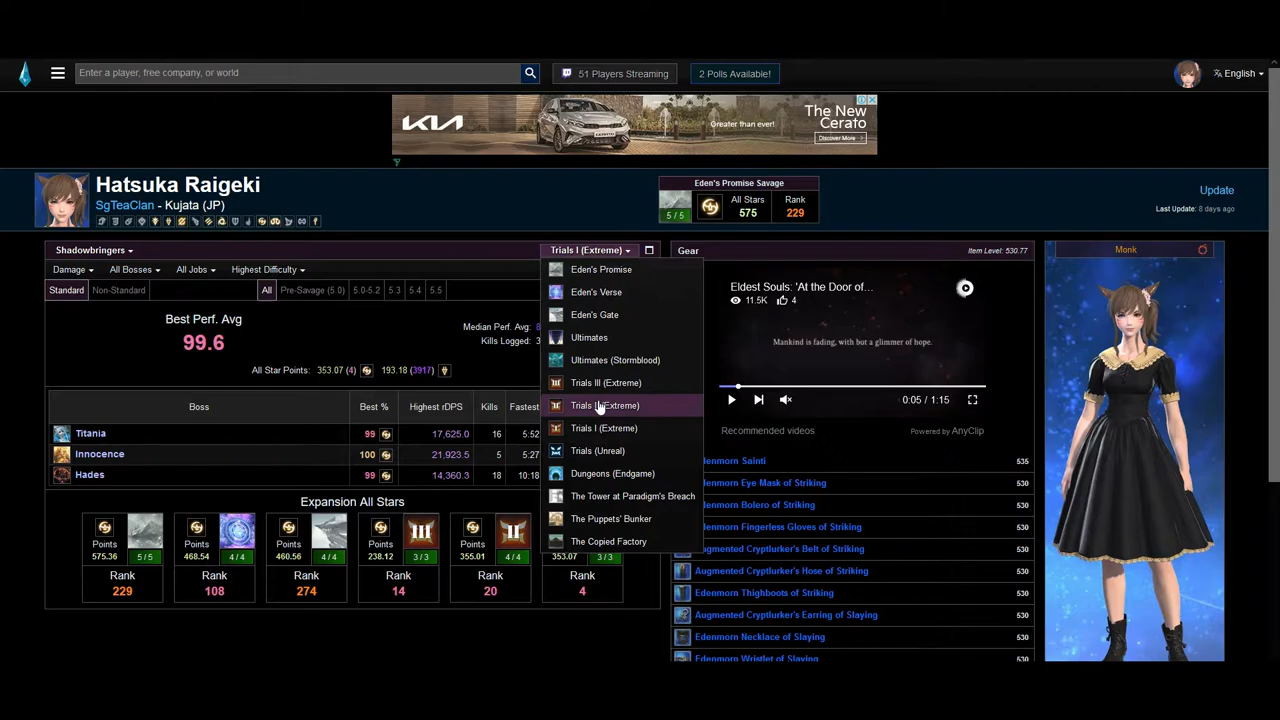 Enter a player, free company, or world
51 Players Streaming
2 Polls Available!
English
KIA
Greater than ever!
The New
Cerato
Discover More >
Hatsuka Raigeki
SgTeaClan - Kujata (JP)
Eden's Promise Savage
5 / 5
All Stars
575
Rank
229
Update
Last Update: 8 days ago
Shadowbringers
Trials I (Extreme)
Damage
All Bosses
All Jobs
Highest Difficulty
Standard
Non-Standard
All
Pre-Savage (5.0)
5.0-5.2
5.3
5.4
5.5
Best Perf. Avg
99.6
Median Perf. Avg: 8
Kills Logged: 3
All Star Points: 353.07 (4) 193.18 (3917)
Boss Best % Highest rDPS Kills Fastest
Titania 99 17,625.0 16 5:52
Innocence 100 21,923.5 5 5:27
Hades 99 14,360.3 18 10:18
Expansion All Stars
Points 575.36 5/5 Rank 229
Points 468.54 4/4 Rank 108
Points 460.56 4/4 Rank 274
Points 238.12 III 3/3 Rank 14
Points 355.01 II 3/3 Rank 20
353.07 3/3 Rank 4
Eden's Promise
Eden's Verse
Eden's Gate
Ultimates
Ultimates (Stormblood)
Trials III (Extreme)
Trials I (Extreme)
Trials I (Extreme)
Trials (Unreal)
Dungeons (Endgame)
The Tower at Paradigm's Breach
The Puppets' Bunker
The Copied Factory
Gear
Item Level: 530.77
Eldest Souls: 'At the Door of...
11.5K 4
Mankind is fading, with but a glimmer of hope.
0:05 / 1:15
Recommended videos
Powered by AnyClip
denmorn Sainti 535
denmorn Eye Mask of Striking 530
denmorn Bolero of Striking 530
denmorn Fingerless Gloves of Striking 530
Augmented Cryptlurker's Belt of Striking 530
Augmented Cryptlurker's Hose of Striking 530
Edenmorn Thighboots of Striking 530
Augmented Cryptlurker's Earring of Slaying 530
Edenmorn Necklace of Slaying 530
Edenmorn Wristlet of Slaying 530
Monk